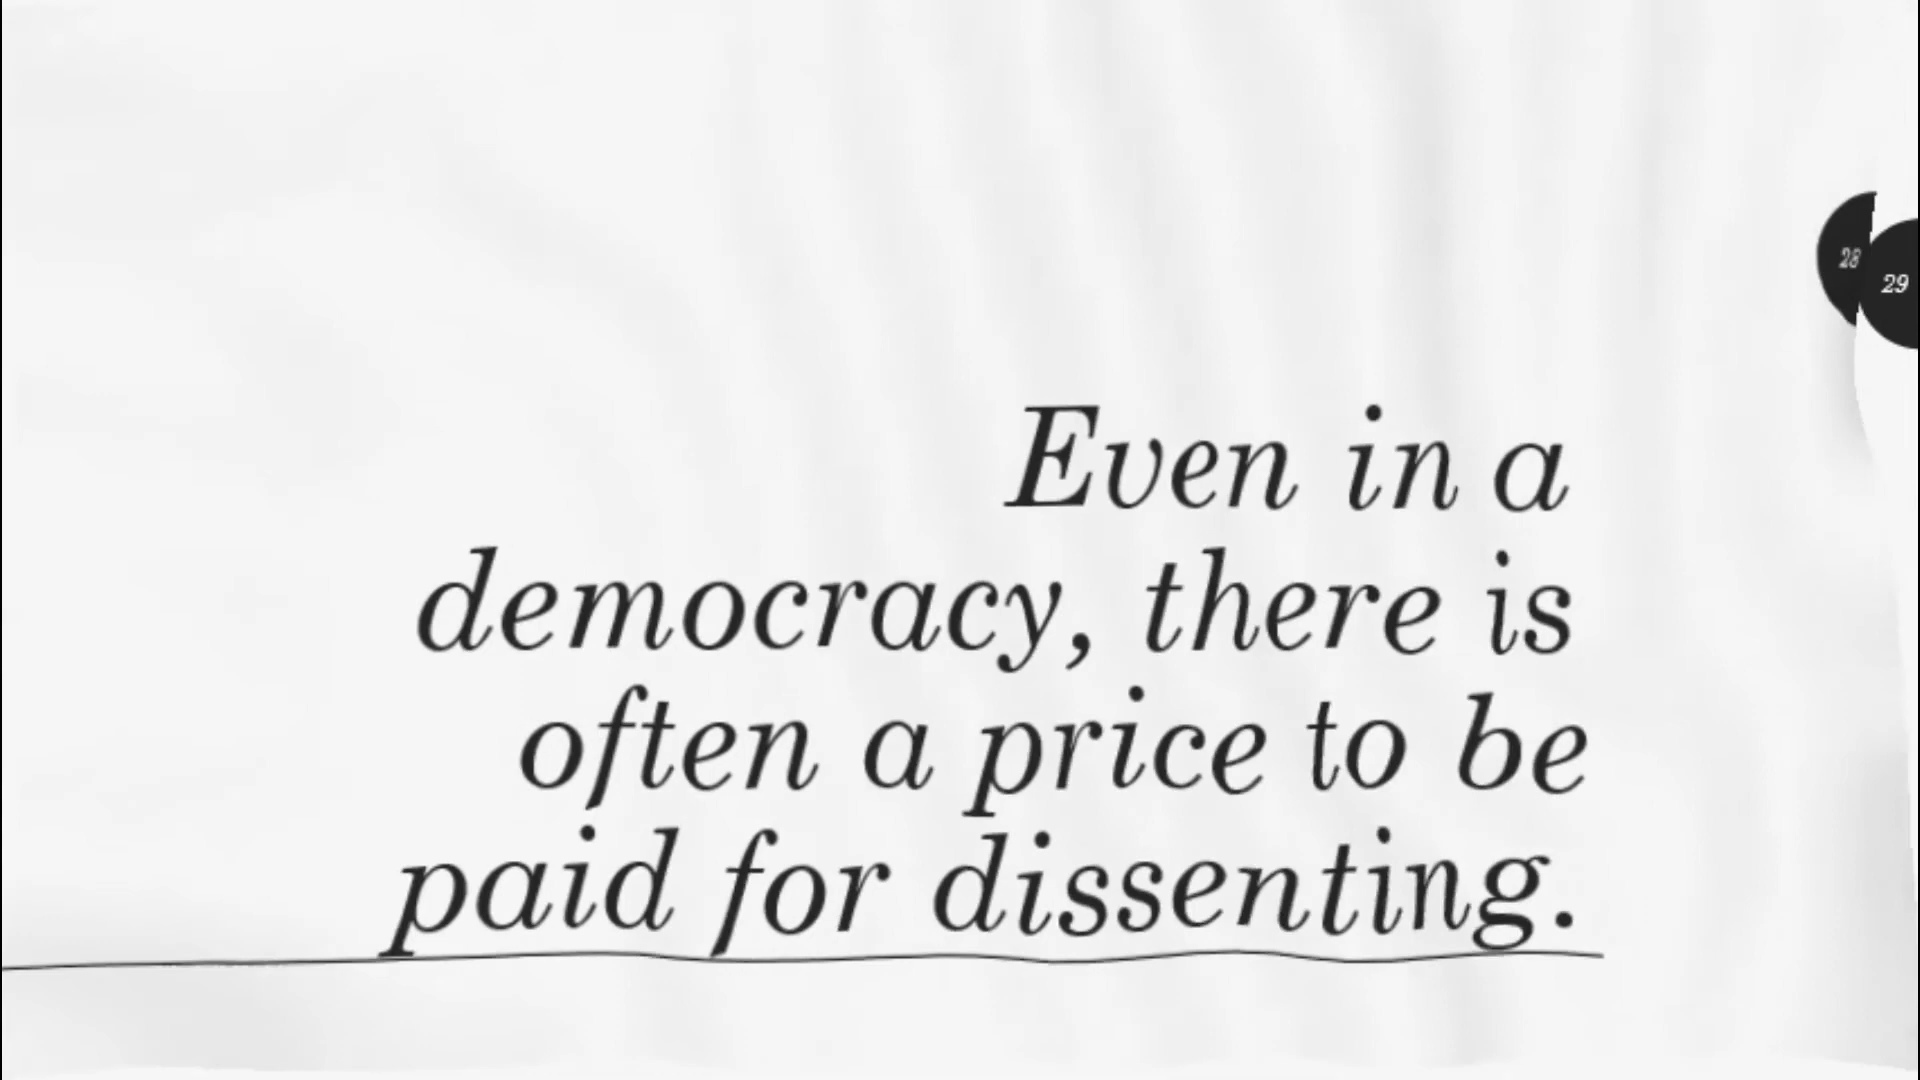 28
29
Even in a
democracy, there is
often a price to be
paid for dissenting.